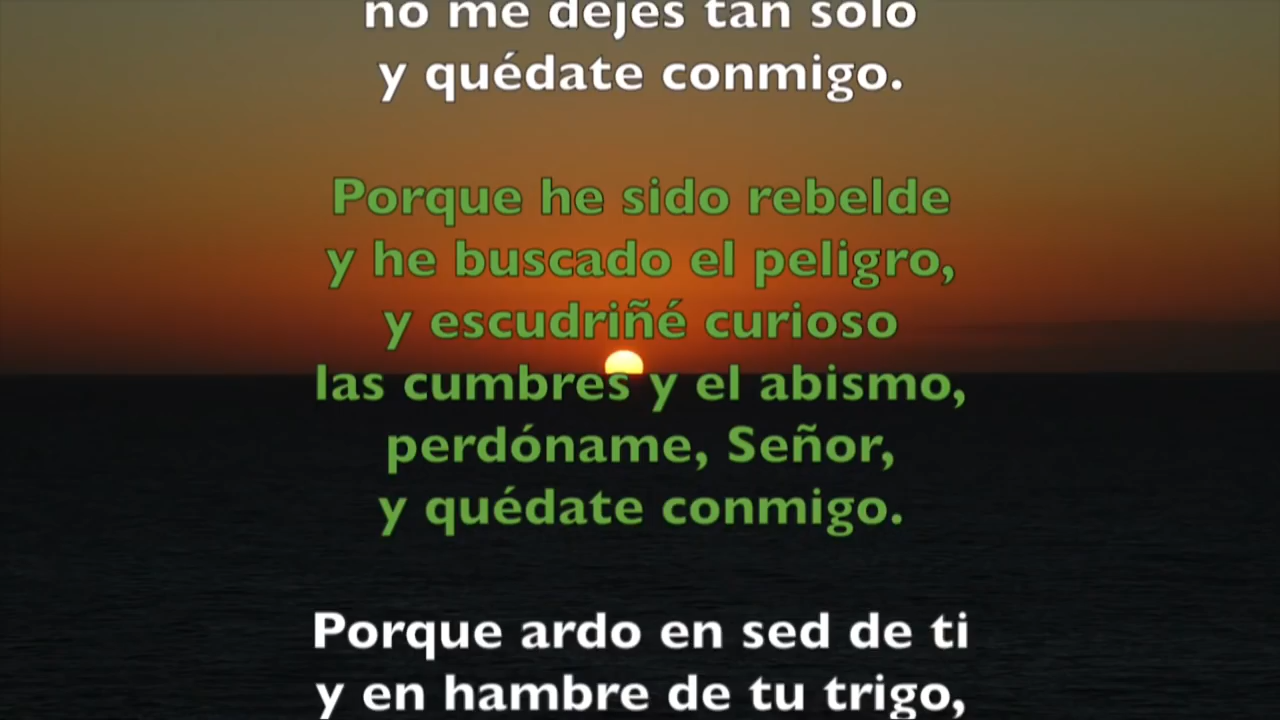 no me dejes tan solo
y quédate conmigo.
Porque he sido rebelde
y he buscado el peligro,
y escudriñé curioso
las cumbres y el abismo,
perdóname, Señor,
y quédate conmigo.
Porque ardo en sed de ti
y en hambre de tu trigo,